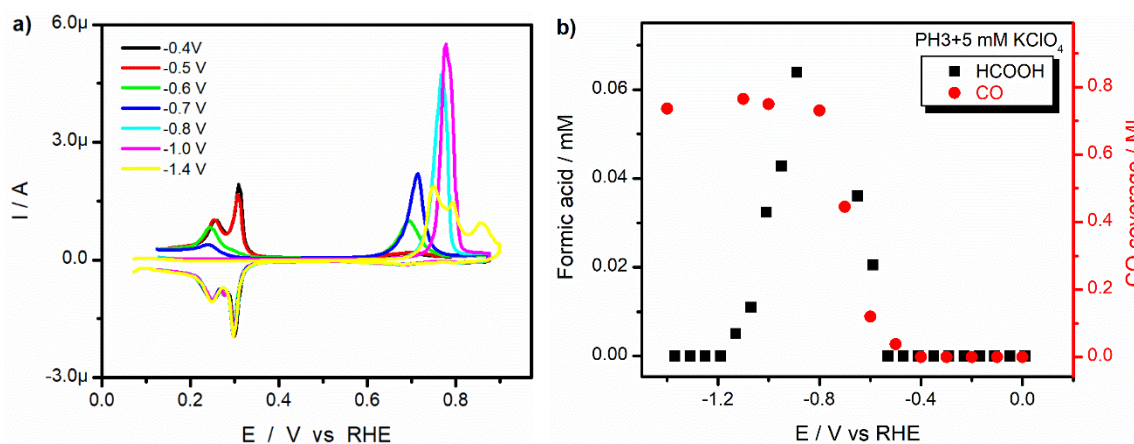 a)
6.0µ
3.0µ
0.0
-3.0µ
I / A
-0.4V
-0.5 V
-0.6 V
-0.7 V
-0.8 V
-1.0 V
-1.4 V
0.0 0.2 0.4 0.6 0.8
E / V vs RHE
b)
0.06
0.04
0.02
0.00
Formic acid / mM
PH3+5 mM KClO4
HCOOH
CO
0.8
0.6
0.4
0.2
0.0
CO coverage / ML
-1.2 -0.8 -0.4 0.0
E / V vs RHE